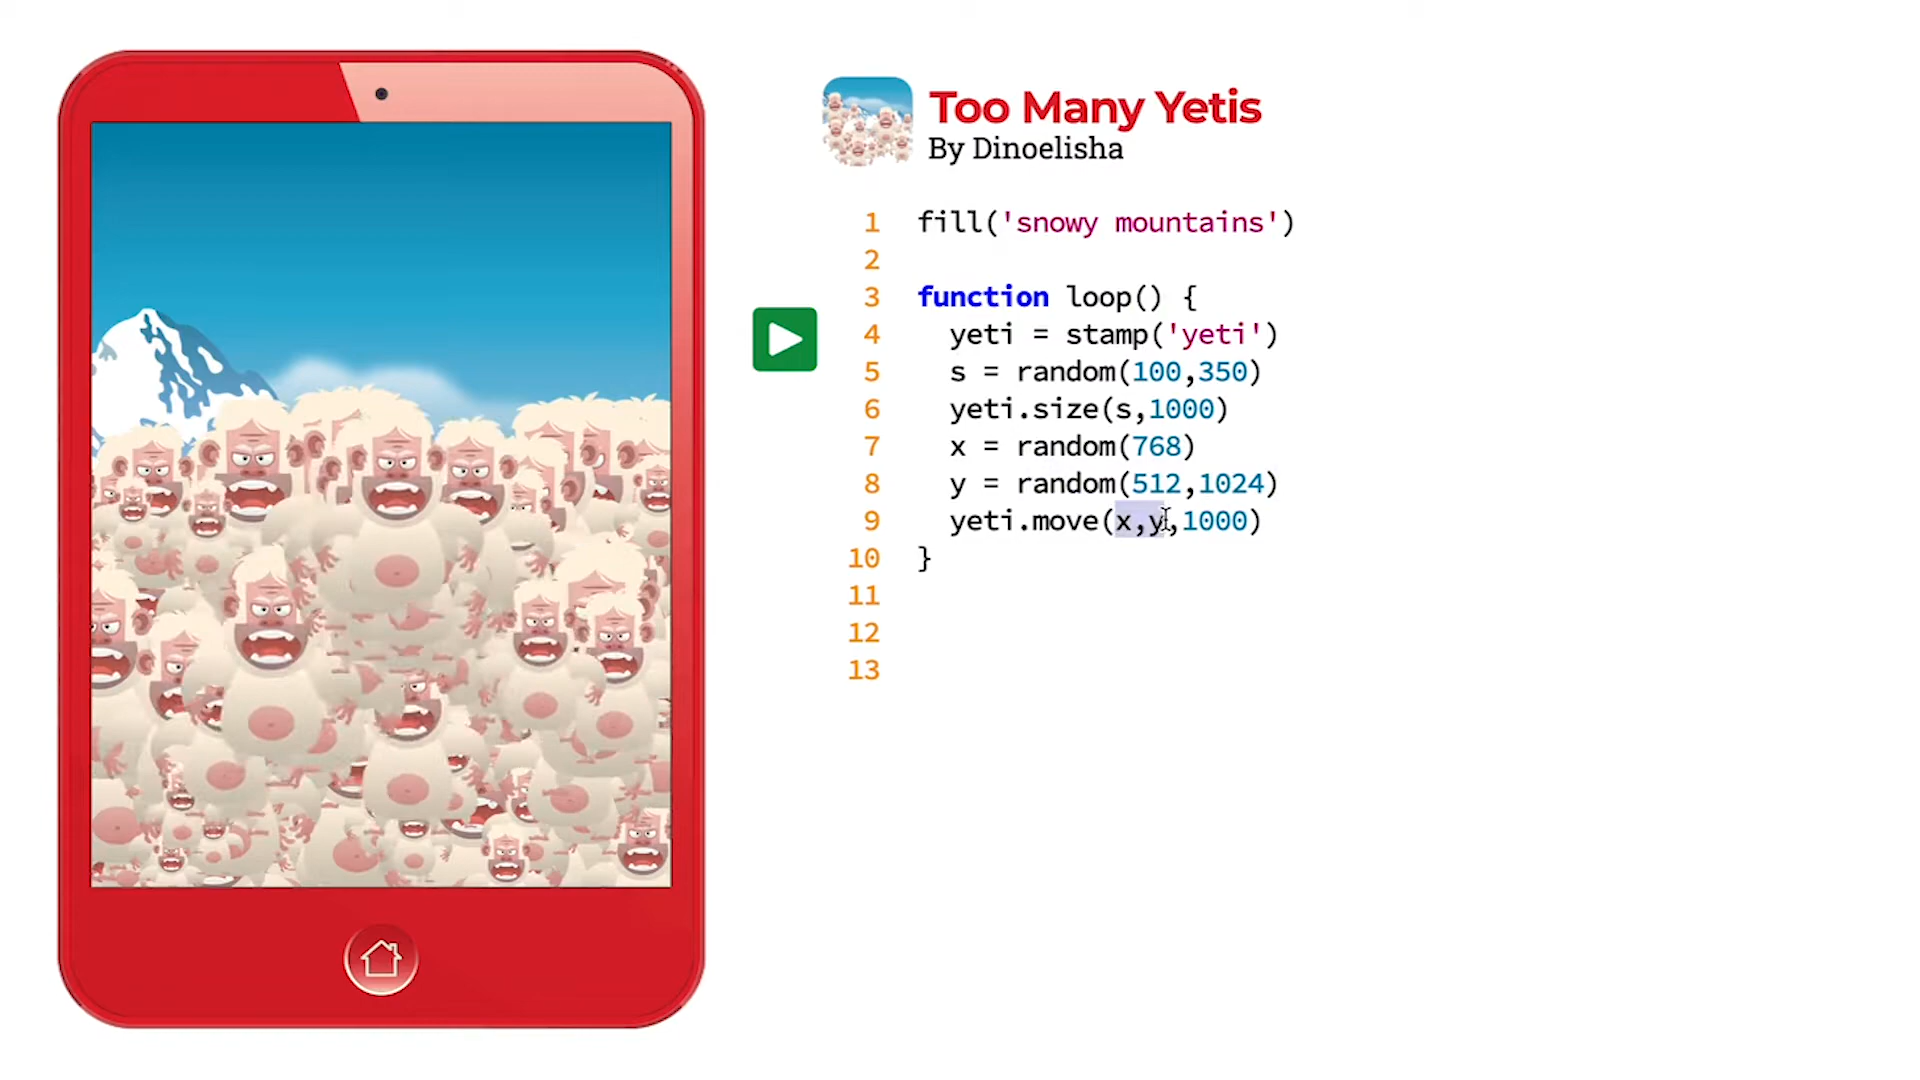 Too Many Yetis
By Dinoelisha
1 fill('snowy mountains')
2
3 function loop() {
4 yeti = stamp('yeti')
5 s = random(100,350)
6 yeti.size(s,1000)
7 x = random(768)
8 y = random(512,1024)
9 yeti.move(x,y,1000)
10 }
11
12
13